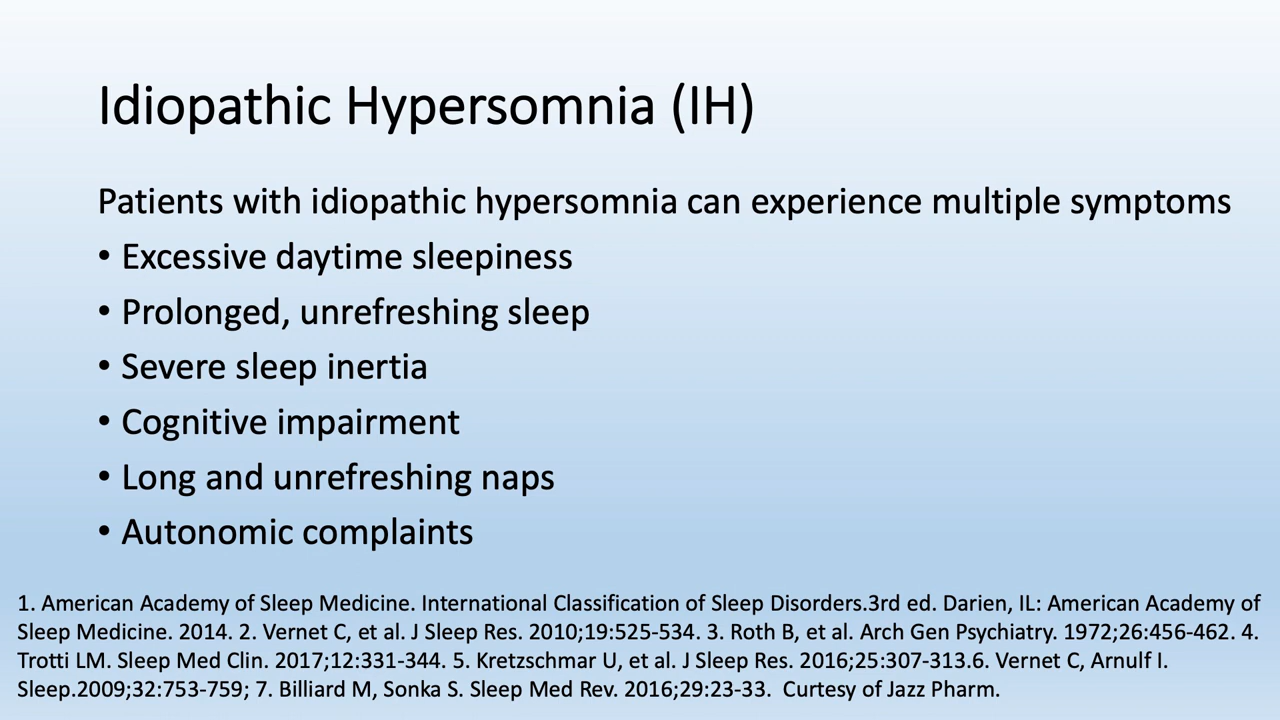 Idiopathic Hypersomnia (IH)
Patients with idiopathic hypersomnia can experience multiple symptoms
• Excessive daytime sleepiness
• Prolonged, unrefreshing sleep
• Severe sleep inertia
• Cognitive impairment
• Long and unrefreshing naps
• Autonomic complaints
1. American Academy of Sleep Medicine. International Classification of Sleep Disorders.3rd ed. Darien, IL: American Academy of
Sleep Medicine. 2014. 2. Vernet C, et al. J Sleep Res. 2010;19:525-534. 3. Roth B, et al. Arch Gen Psychiatry. 1972;26:456-462. 4.
Trotti LM. Sleep Med Clin. 2017;12:331-344. 5. Kretzschmar U, et al. J Sleep Res. 2016;25:307-313.6. Vernet C, Arnulf I.
Sleep.2009;32:753-759; 7. Billiard M, Sonka S. Sleep Med Rev. 2016;29:23-33.  Curtesy of Jazz Pharm.